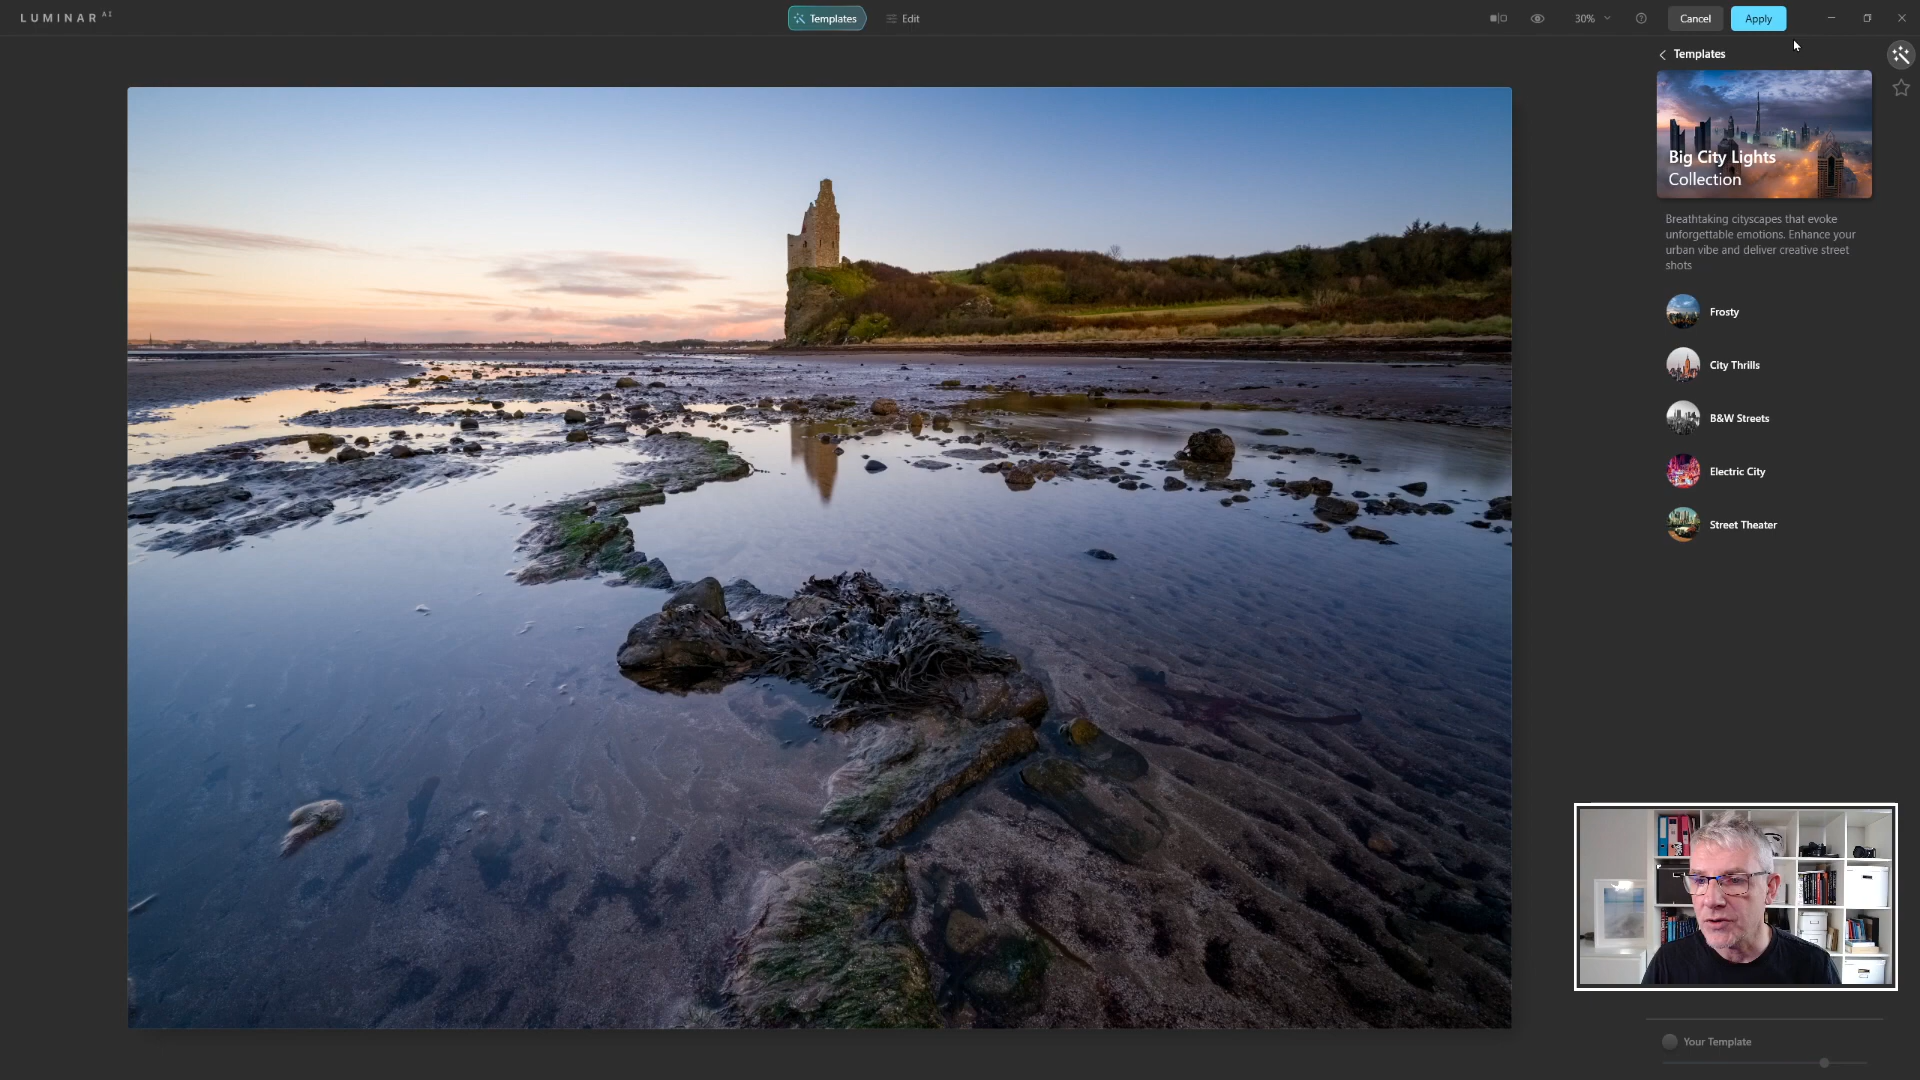 LUMINAR AI
Templates
Edit
30%
Cancel
Apply
Templates
Big City Lights
Collection
Breathtaking cityscapes that evoke
unforgettable emotions. Enhance your
urban vibe and deliver creative street
shots
Frosty
City Thrills
B&W Streets
Electric City
Street Theater
Your Template